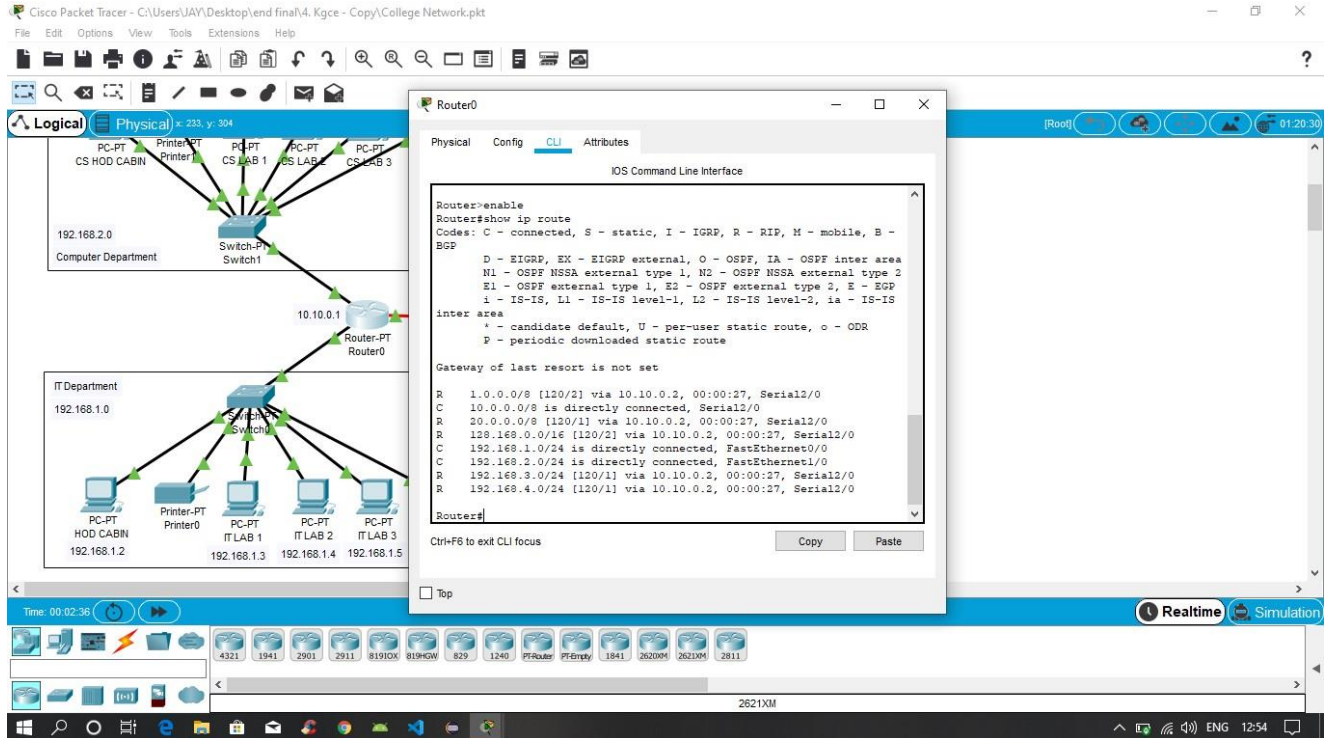 Cisco Packet Tracer - C:\Users\JAY\Desktop\end final\4. Kgce - Copy\College Network.pkt
File Edit Options View Tools Extensions Help
?
Logical Physical x: 233, y: 304
[Root] 01:20:30
PC-PT
CS HOD CABIN
Printer-PT
Printer1
PC-PT
CS LAB 1
PC-PT
CS LAB 2
PC-PT
CS LAB 3
192.168.2.0
Computer Department
Switch-PT
Switch1
10.10.0.1
Router-PT
Router0
IT Department
192.168.1.0
Switch-PT
Switch0
PC-PT
HOD CABIN
192.168.1.2
Printer-PT
Printer0
PC-PT
IT LAB 1
192.168.1.3
PC-PT
IT LAB 2
192.168.1.4
PC-PT
IT LAB 3
192.168.1.5
Router0
Physical Config CLI Attributes
IOS Command Line Interface
Router>enable
Router#show ip route
Codes: C - connected, S - static, I - IGRP, R - RIP, M - mobile, B -
BGP
D - EIGRP, EX - EIGRP external, O - OSPF, IA - OSPF inter area
N1 - OSPF NSSA external type 1, N2 - OSPF NSSA external type 2
E1 - OSPF external type 1, E2 - OSPF external type 2, E - EGP
i - IS-IS, L1 - IS-IS level-1, L2 - IS-IS level-2, ia - IS-IS
inter area
* - candidate default, U - per-user static route, o - ODR
P - periodic downloaded static route
Gateway of last resort is not set
R 1.0.0.0/8 [120/2] via 10.10.0.2, 00:00:27, Serial2/0
C 10.0.0.0/8 is directly connected, Serial2/0
R 20.0.0.0/8 [120/1] via 10.10.0.2, 00:00:27, Serial2/0
R 128.168.0.0/16 [120/2] via 10.10.0.2, 00:00:27, Serial2/0
C 192.168.1.0/24 is directly connected, FastEthernet0/0
C 192.168.2.0/24 is directly connected, FastEthernet1/0
R 192.168.3.0/24 [120/1] via 10.10.0.2, 00:00:27, Serial2/0
R 192.168.4.0/24 [120/1] via 10.10.0.2, 00:00:27, Serial2/0
Router#
Ctrl+F6 to exit CLI focus Copy Paste
Top
Time: 00:02:36 Realtime Simulation
4321 1941 2901 2911 819IOX 819HGW 829 1240 PT-Router PT-Empty 1841 2620XM 2621XM 2811
2621XM
ENG 12:54